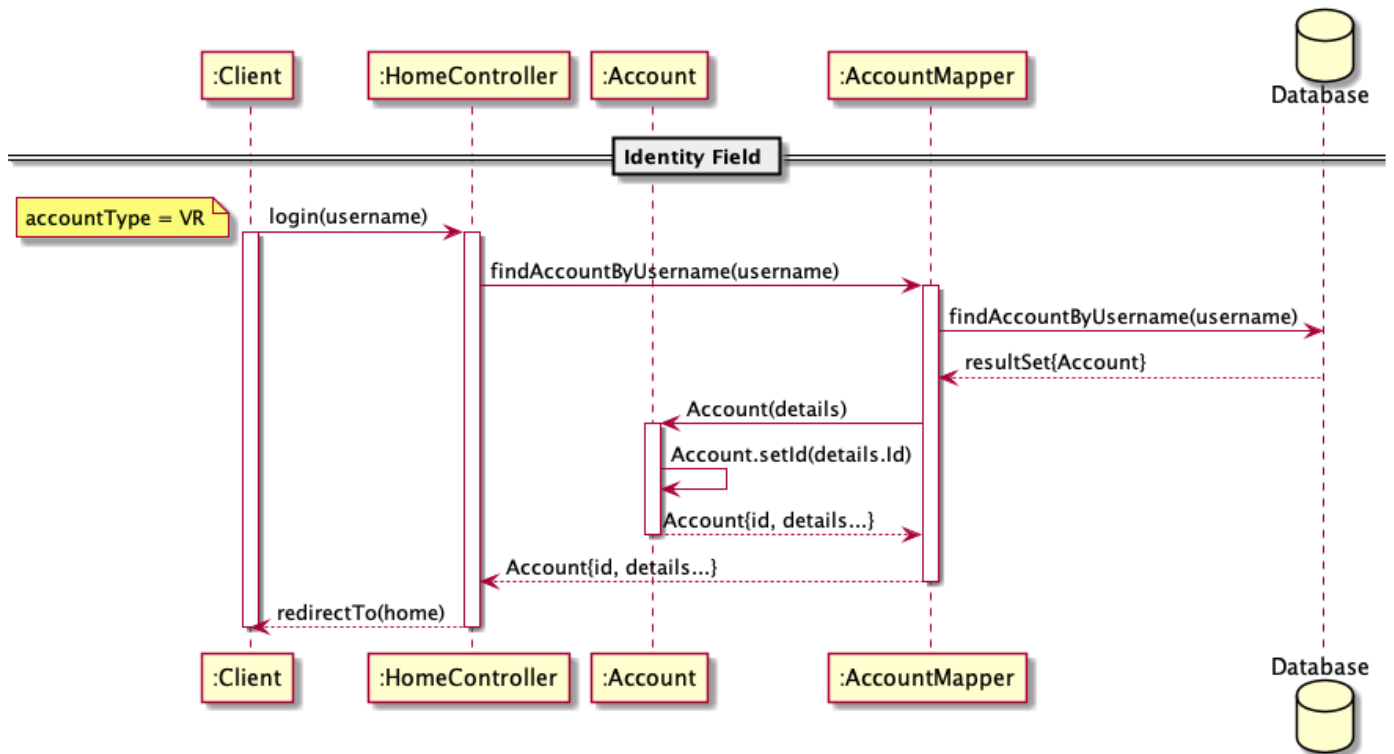 :Client
:HomeController
:Account
:AccountMapper
Database
Identity Field
accountType = VR
login(username)
findAccountByUsername(username)
findAccountByUsername(username)
resultSet{Account}
Account(details)
Account.setId(details.Id)
Account{id, details...}
Account{id, details...}
redirectTo(home)
:Client
:HomeController
:Account
:AccountMapper
Database